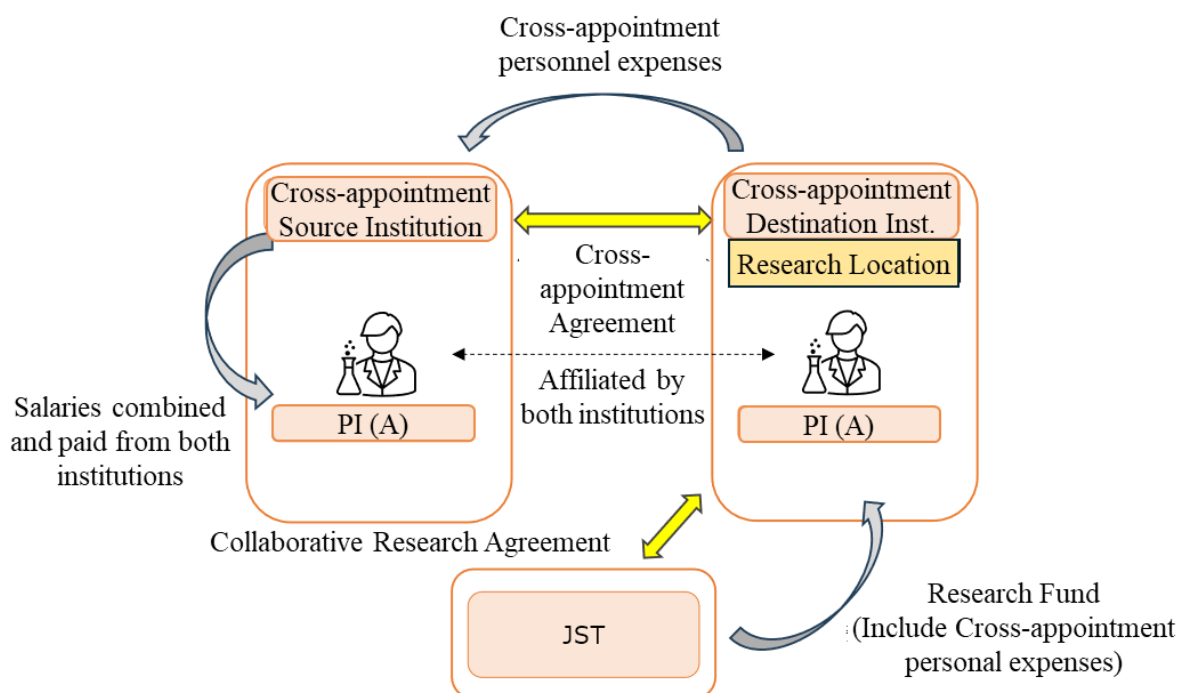 Cross-appointment
personnel expenses
Cross-appointment
Source Institution
Cross-appointment
Destination Inst.
Research Location
Cross-
appointment
Agreement
Affiliated by
both institutions
PI (A)
PI (A)
Salaries combined
and paid from both
institutions
Collaborative Research Agreement
JST
Research Fund
(Include Cross-appointment
personal expenses)